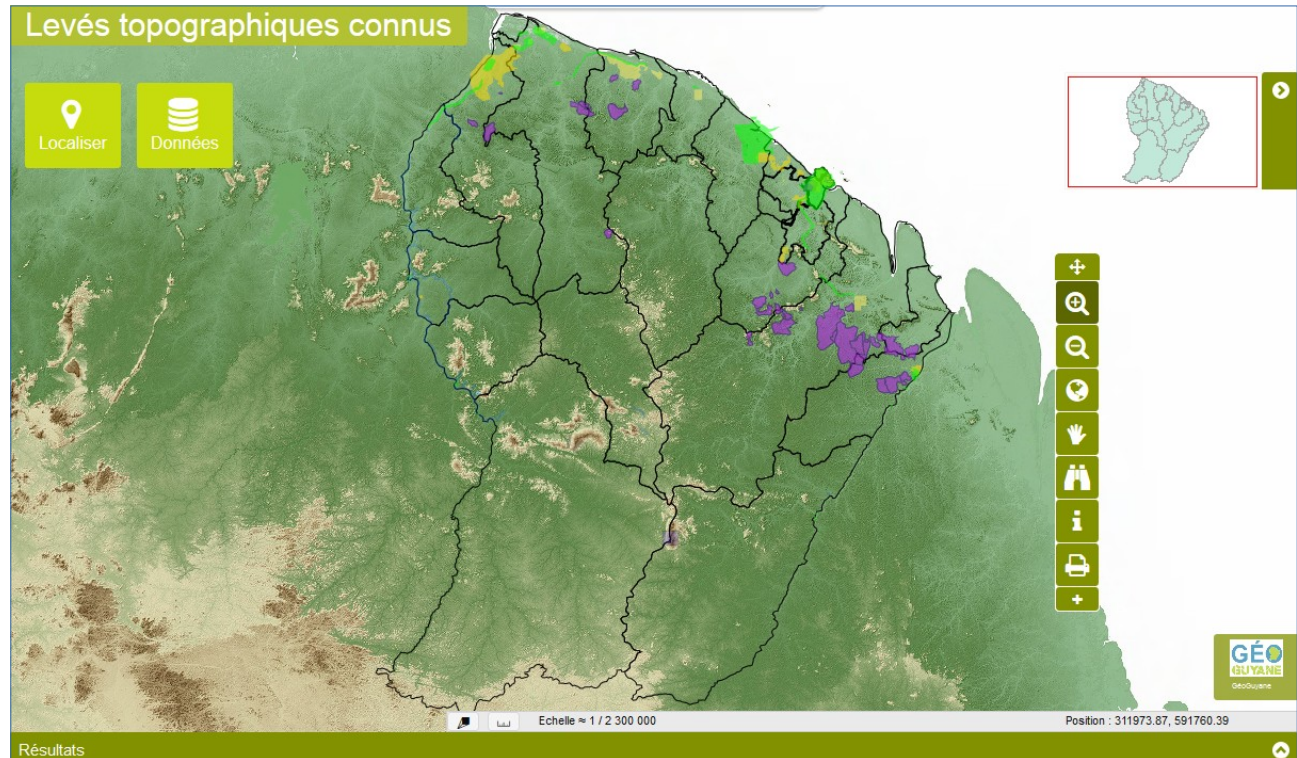 Levés topographiques connus
Localiser
Données
GÉO
GUYANE
GéoGuyane
Echelle ≈ 1 / 2 300 000
Position : 311973.87, 591760.39
Résultats